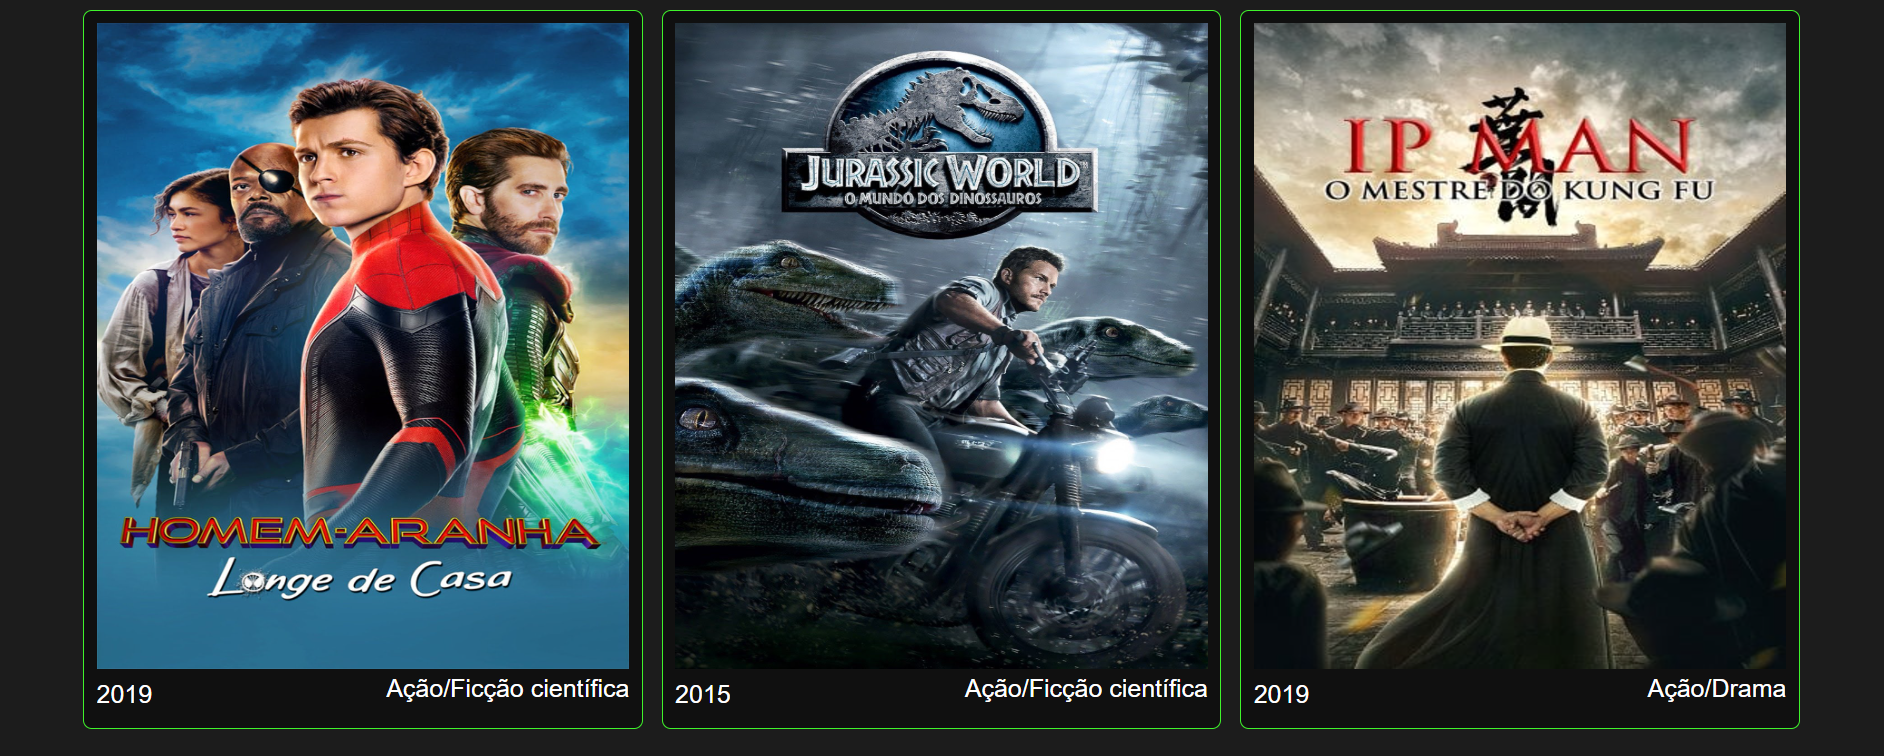 HOMEM-ARANHA
Longe de Casa
2019
Ação/Ficção científica
JURASSIC WORLD™
O MUNDO DOS DINOSSAUROS
2015
Ação/Ficção científica
IP MAN
O MESTRE DO KUNG FU
2019
Ação/Drama